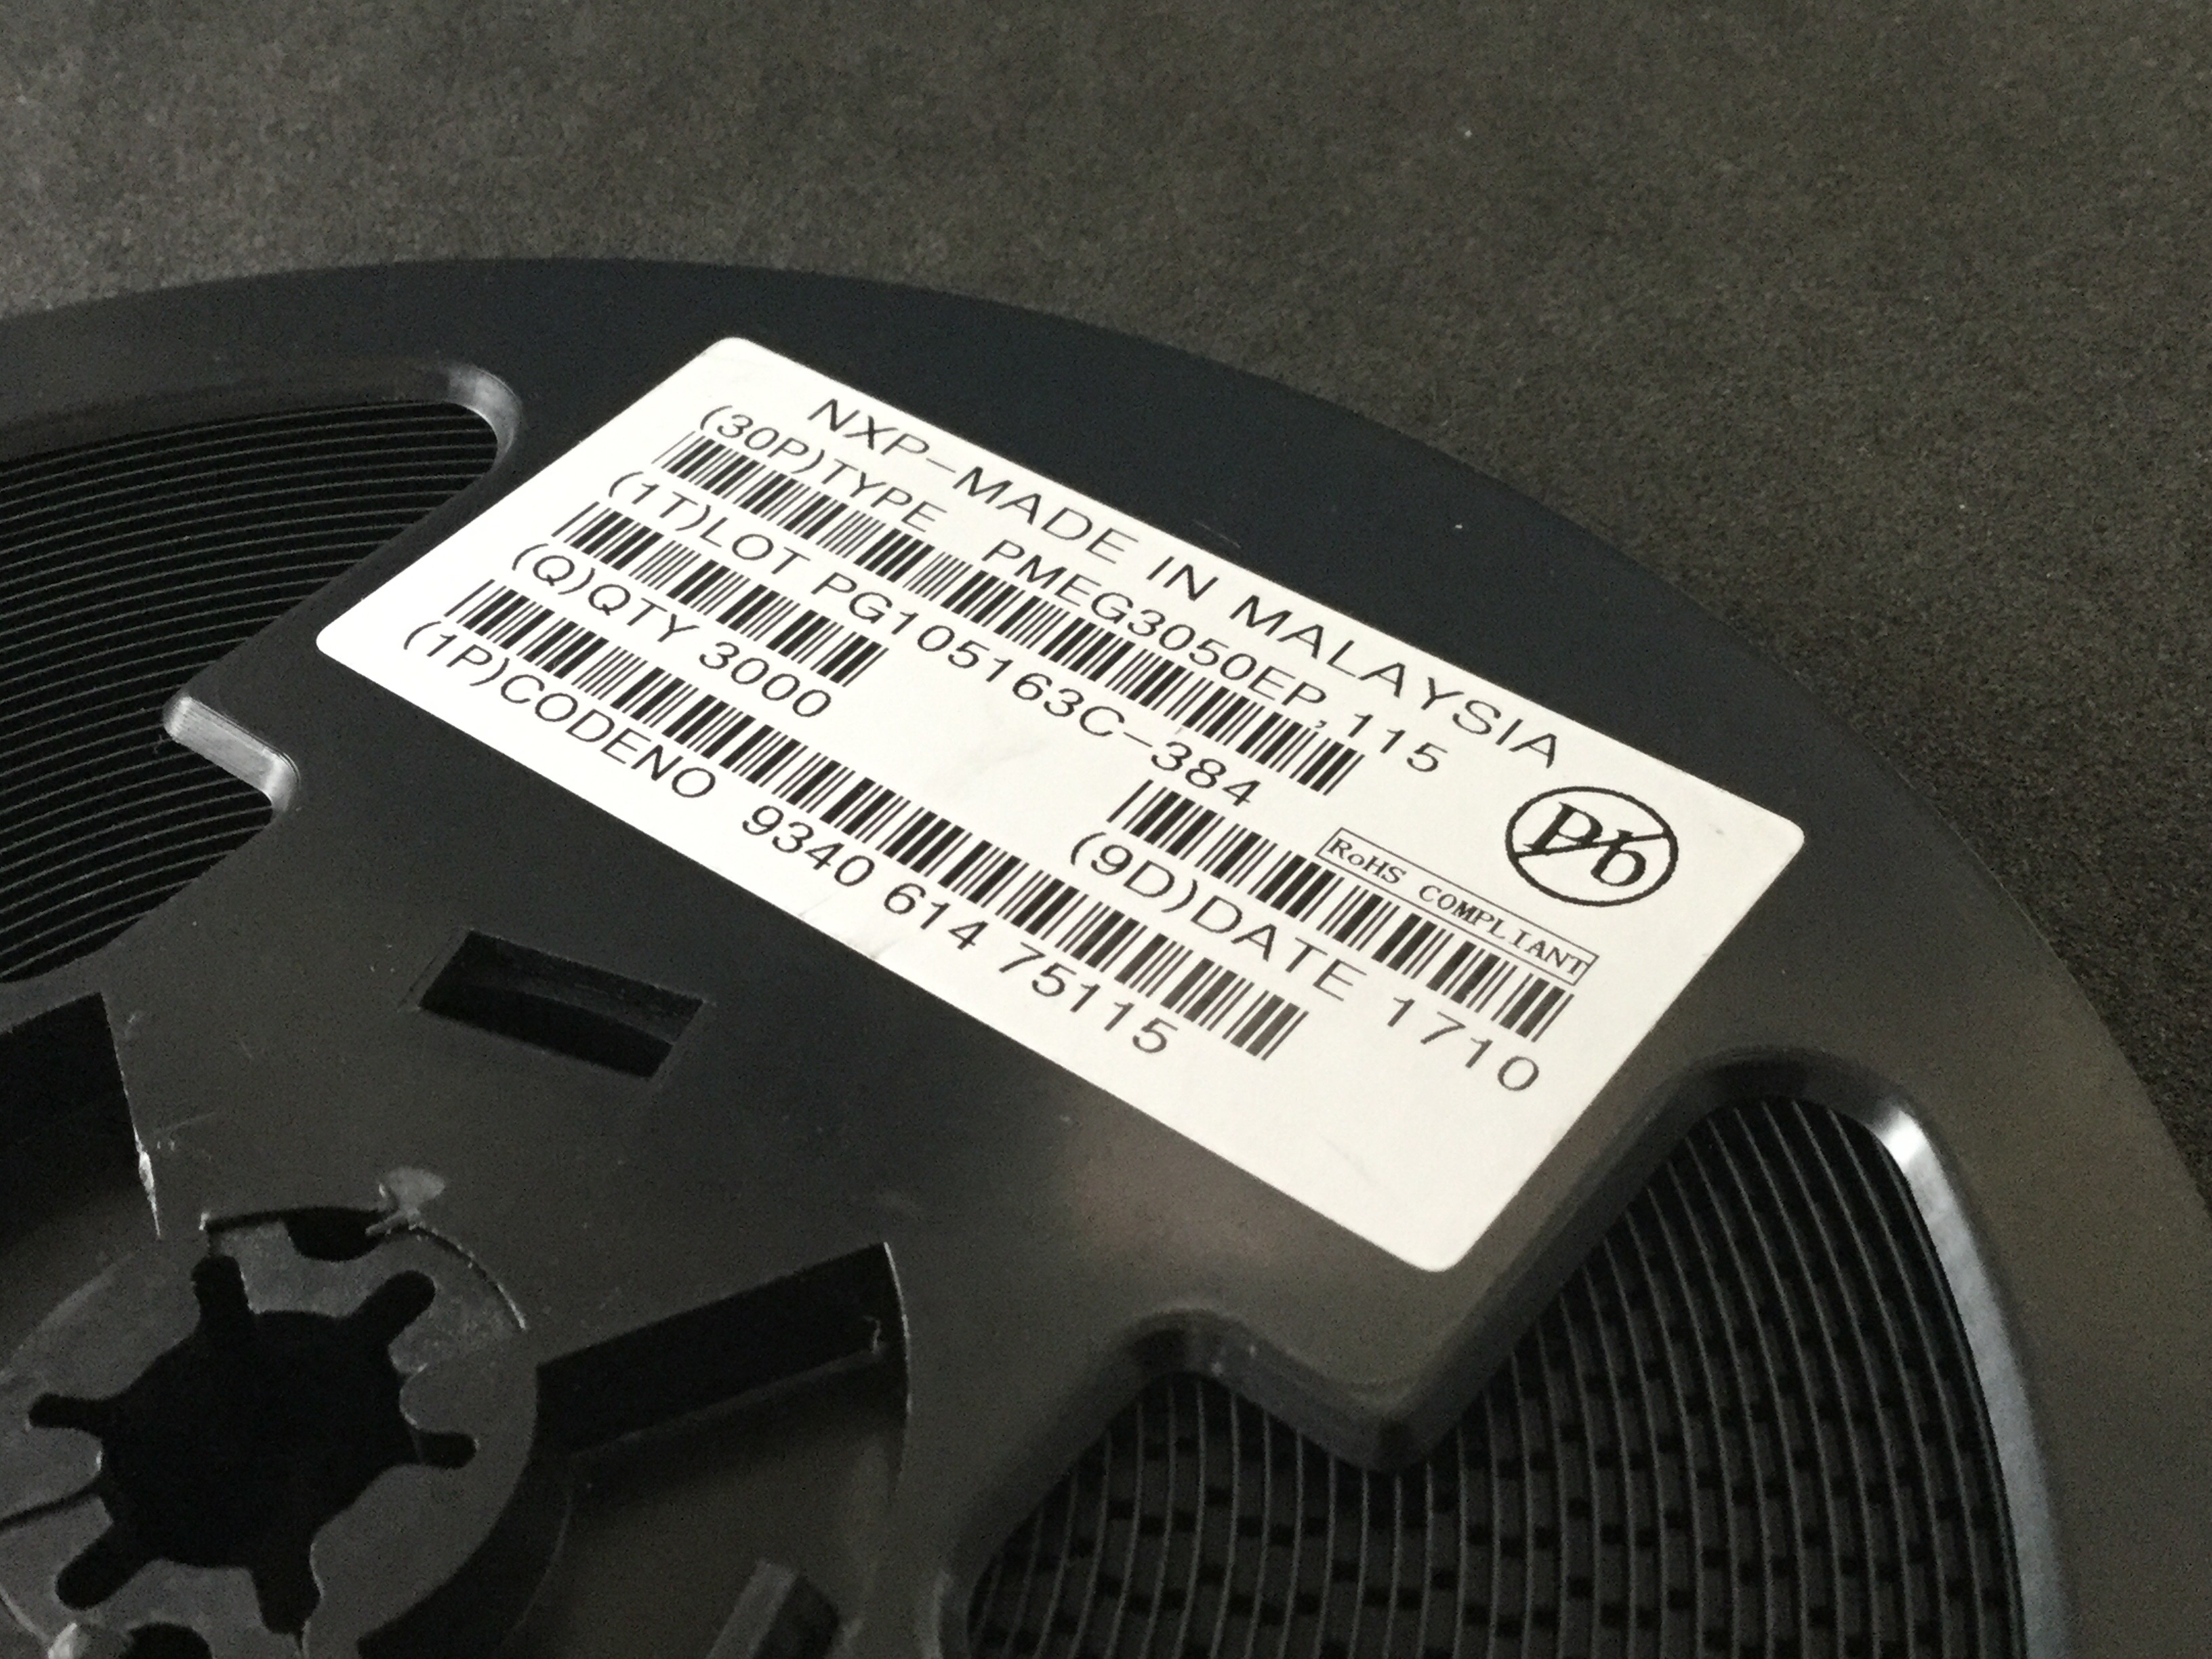 NXP-MADE IN MALAYSIA
(30P)TYPE PMEG3050EP,115
(1T)LOT PG105163C-384
Pb
RoHS COMPLIANT
(Q)QTY 3000
(9D)DATE 1710
(1P)CODENO 9340 614 75115